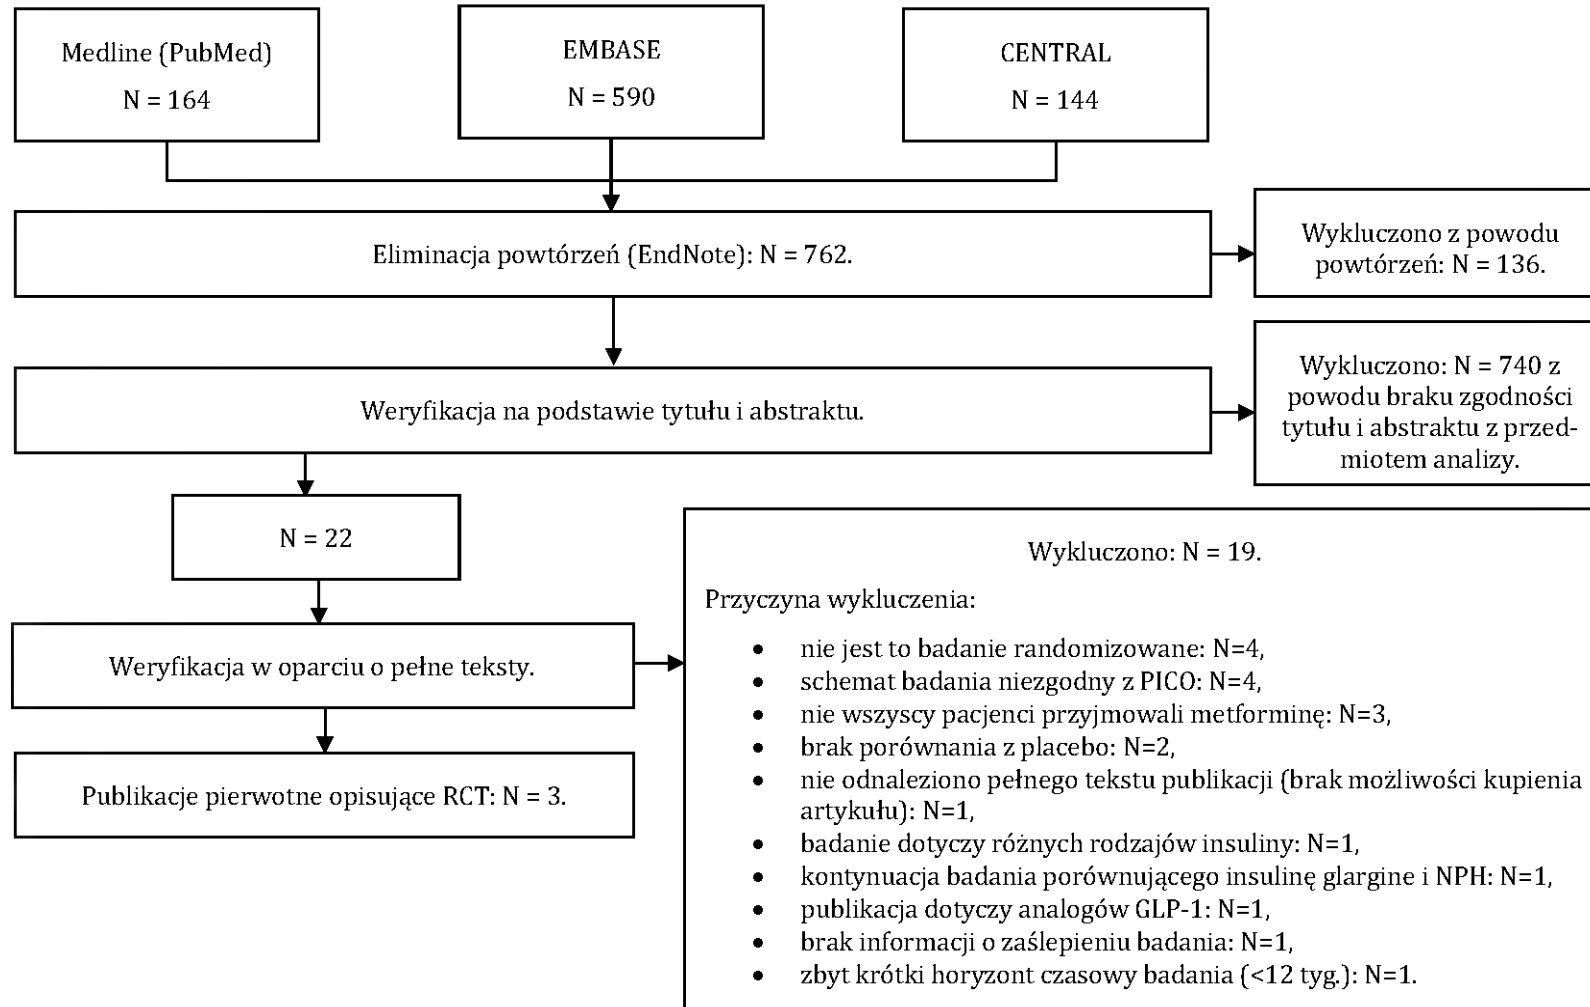 Medline (PubMed)
N = 164
EMBASE
N = 590
CENTRAL
N = 144
Eliminacja powtórzeń (EndNote): N = 762.
Wykluczono z powodu
powtórzeń: N = 136.
Weryfikacja na podstawie tytułu i abstraktu.
Wykluczono: N = 740 z
powodu braku zgodności
tytułu i abstraktu z przed-
miotem analizy.
N = 22
Weryfikacja w oparciu o pełne teksty.
Wykluczono: N = 19.
Przyczyna wykluczenia:
• nie jest to badanie randomizowane: N=4,
• schemat badania niezgodny z PICO: N=4,
• nie wszyscy pacjenci przyjmowali metforminę: N=3,
• brak porównania z placebo: N=2,
• nie odnaleziono pełnego tekstu publikacji (brak możliwości kupienia
artykułu): N=1,
• badanie dotyczy różnych rodzajów insuliny: N=1,
• kontynuacja badania porównującego insulinę glargine i NPH: N=1,
• publikacja dotyczy analogów GLP-1: N=1,
• brak informacji o zaślepieniu badania: N=1,
• zbyt krótki horyzont czasowy badania (<12 tyg.): N=1.
Publikacje pierwotne opisujące RCT: N = 3.